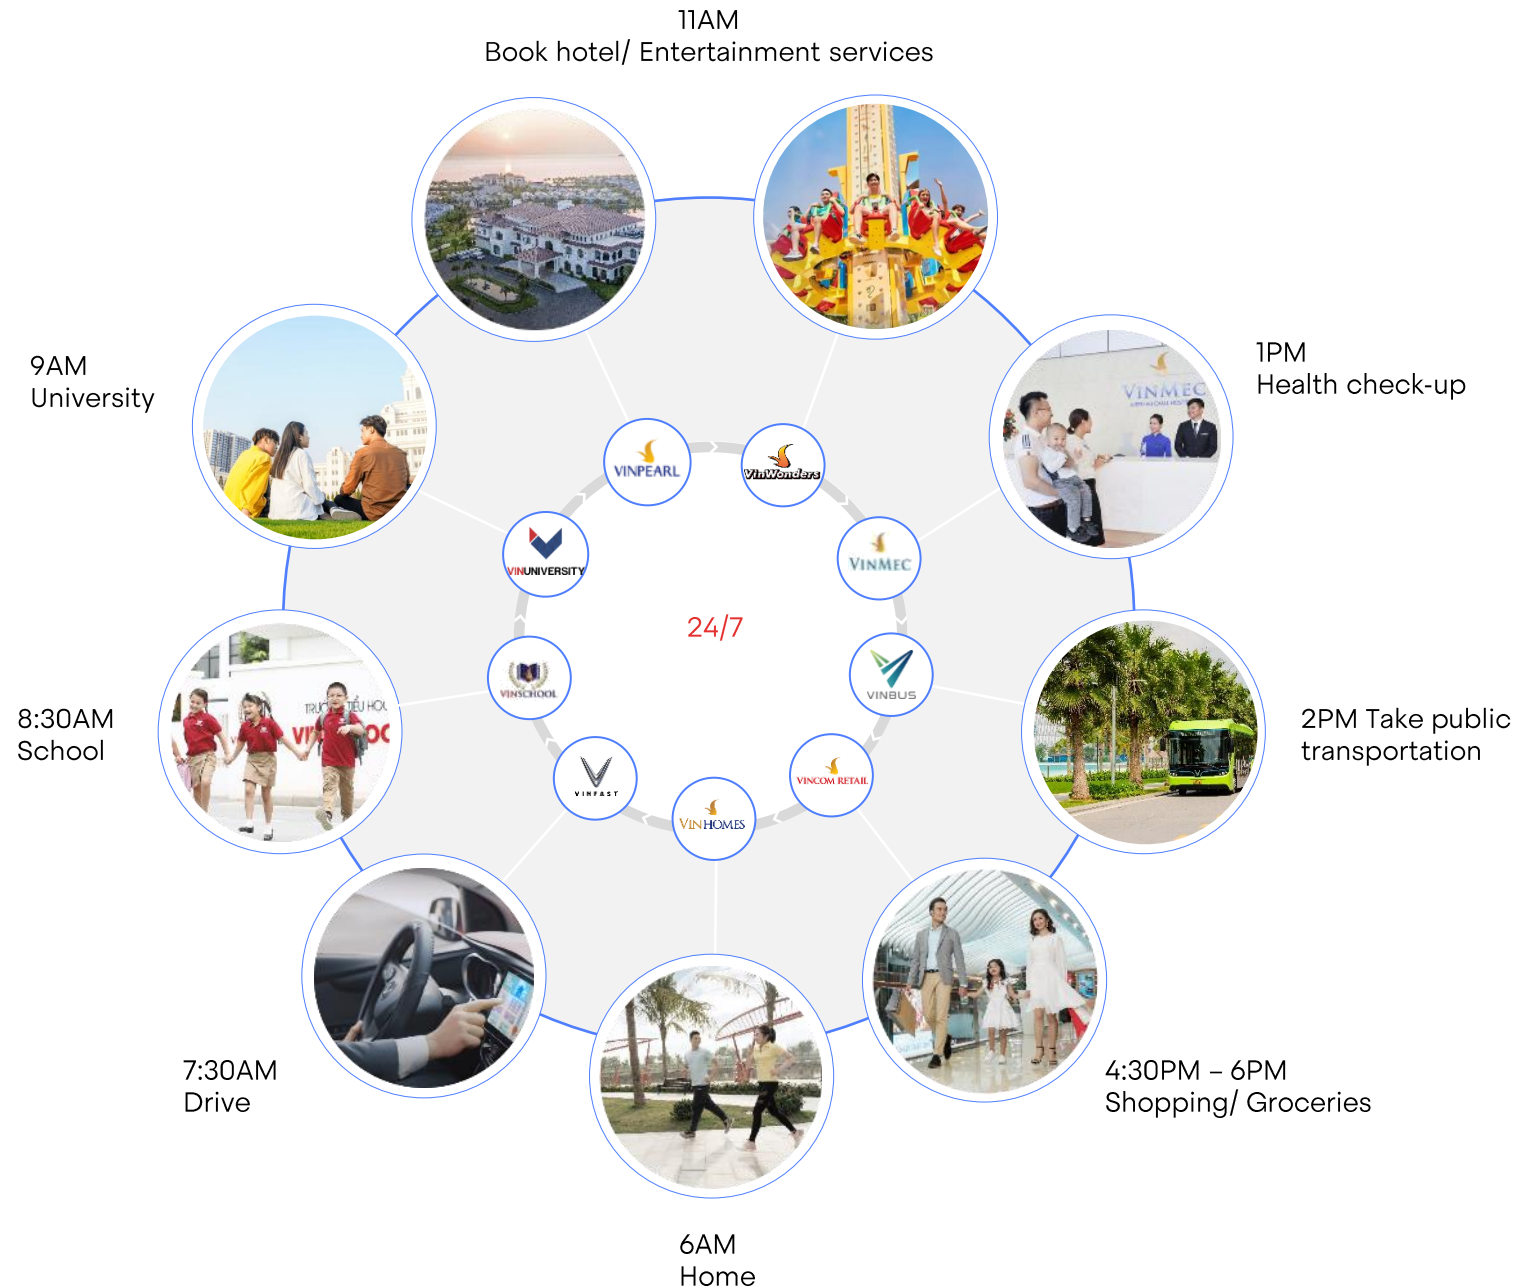 11AM
Book hotel/ Entertainment services
9AM
University
1PM
Health check-up
VINMEC
VINPEARL
VinWonders
VINUNIVERSITY
VINMEC
24/7
VINSCHOOL
VINBUS
8:30AM
School
2PM Take public
transportation
VINFAST
VINHOMES
VINCOM RETAIL
7:30AM
Drive
4:30PM – 6PM
Shopping/ Groceries
6AM
Home